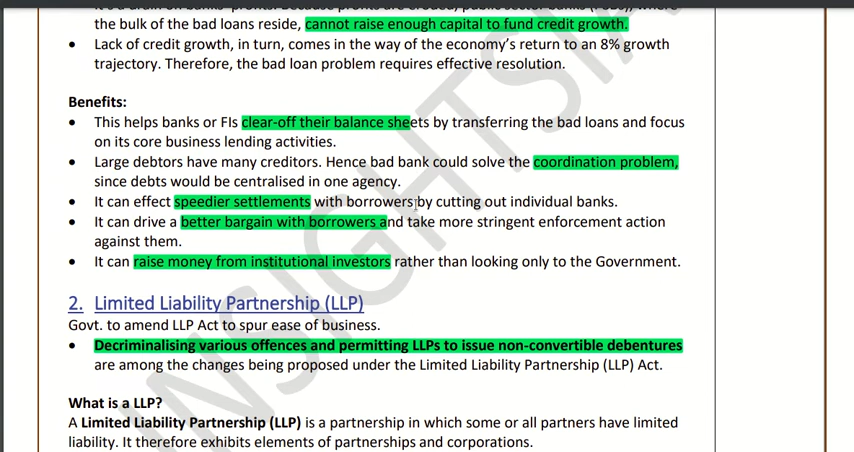 the bulk of the bad loans reside, cannot raise enough capital to fund credit growth.
• Lack of credit growth, in turn, comes in the way of the economy's return to an 8% growth
trajectory. Therefore, the bad loan problem requires effective resolution.
Benefits:
• This helps banks or FIs clear-off their balance sheets by transferring the bad loans and focus
on its core business lending activities.
• Large debtors have many creditors. Hence bad bank could solve the coordination problem,
since debts would be centralised in one agency.
• It can effect speedier settlements with borrowers by cutting out individual banks.
• It can drive a better bargain with borrowers and take more stringent enforcement action
against them.
• It can raise money from institutional investors rather than looking only to the Government.
2. Limited Liability Partnership (LLP)
Govt. to amend LLP Act to spur ease of business.
• Decriminalising various offences and permitting LLPs to issue non-convertible debentures
are among the changes being proposed under the Limited Liability Partnership (LLP) Act.
What is a LLP?
A Limited Liability Partnership (LLP) is a partnership in which some or all partners have limited
liability. It therefore exhibits elements of partnerships and corporations.
INSIGHTSIA